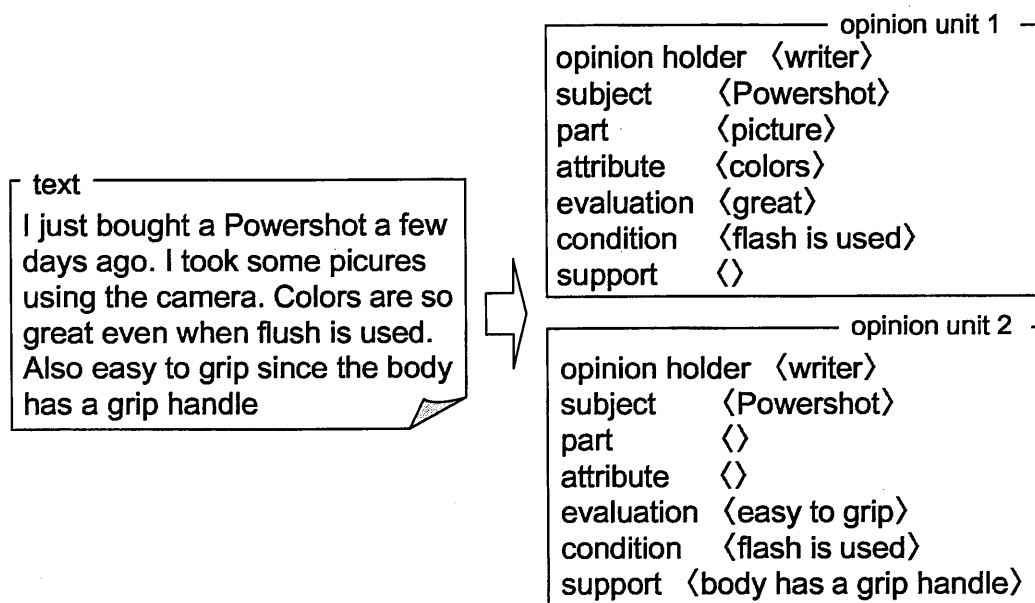 text
I just bought a Powershot a few
days ago. I took some picures
using the camera. Colors are so
great even when flush is used.
Also easy to grip since the body
has a grip handle
opinion unit 1
opinion holder 〈writer〉
subject 〈Powershot〉
part 〈picture〉
attribute 〈colors〉
evaluation 〈great〉
condition 〈flash is used〉
support 〈〉
opinion unit 2
opinion holder 〈writer〉
subject 〈Powershot〉
part 〈〉
attribute 〈〉
evaluation 〈easy to grip〉
condition 〈flash is used〉
support 〈body has a grip handle〉